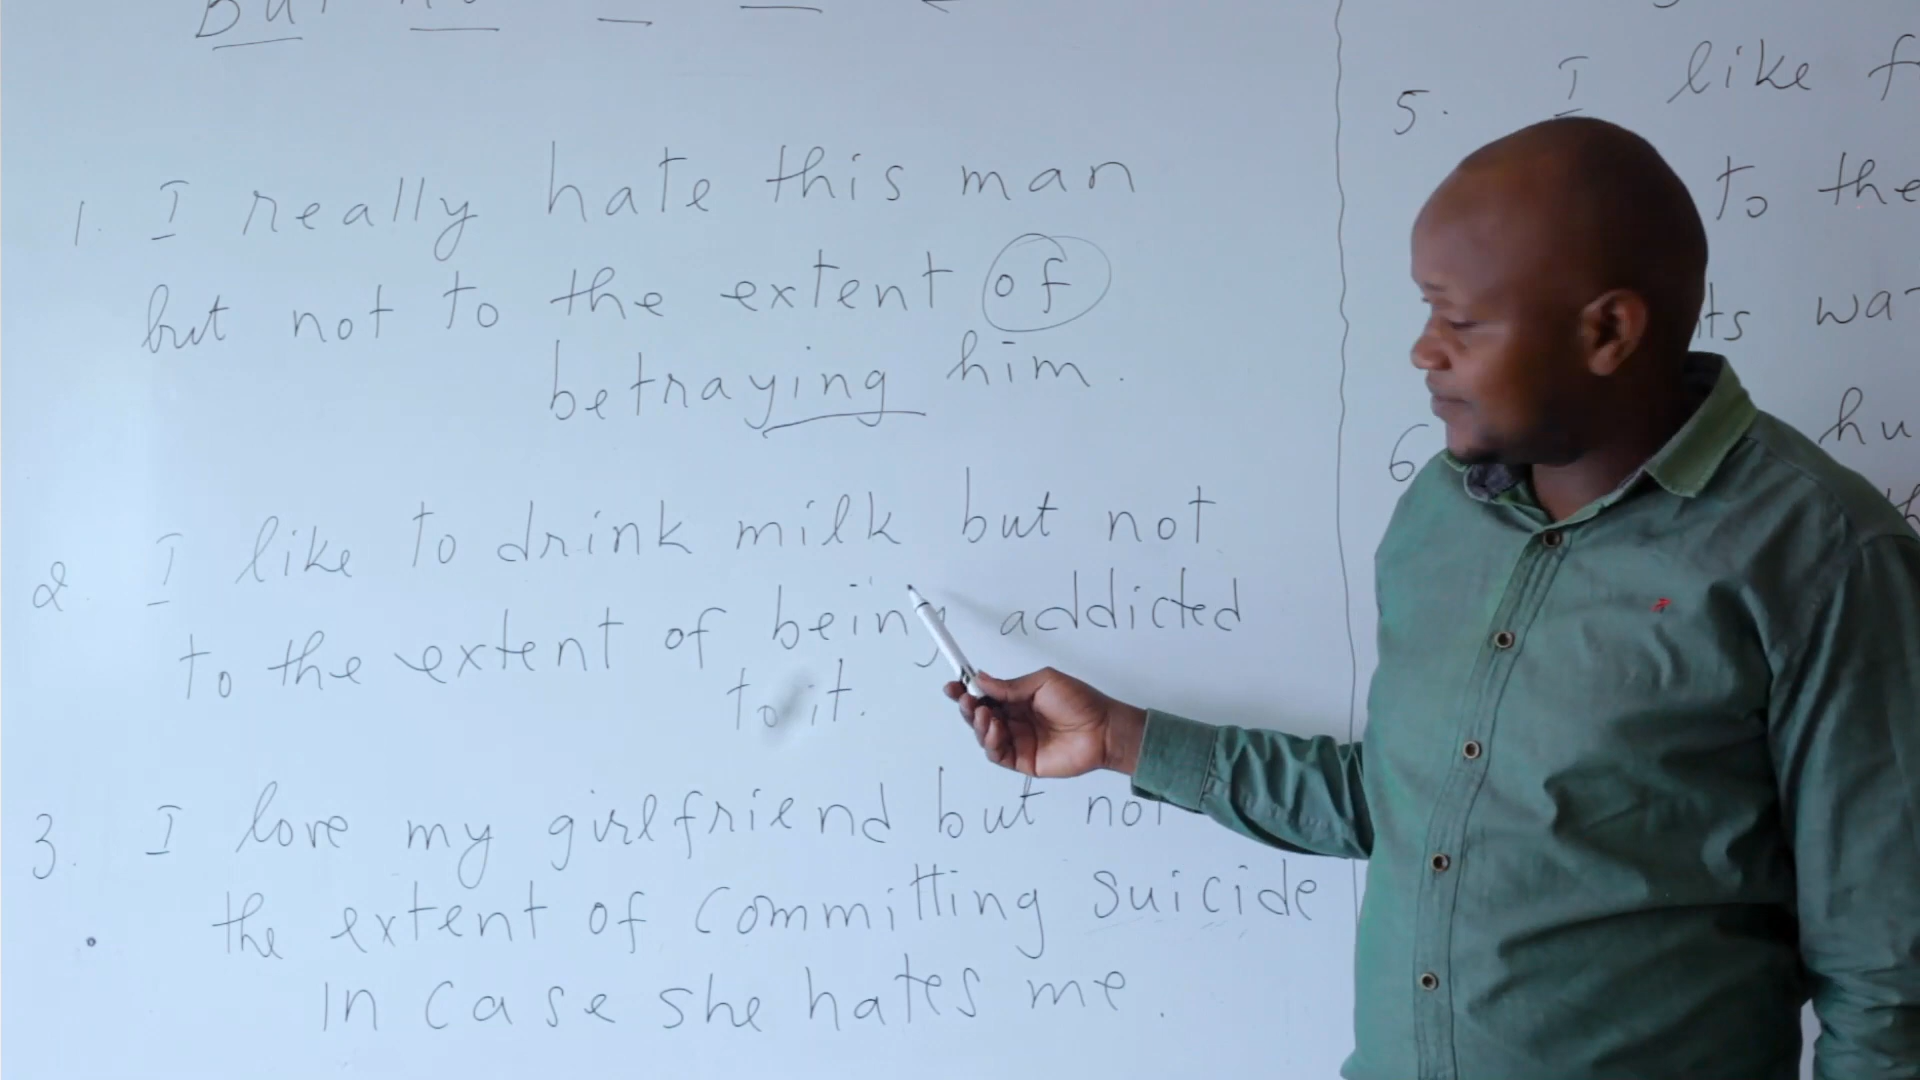 1. I really hate this man
but not to the extent of
betraying him.
2. I like to drink milk but not
to the extent of being addicted
to it.
3. I love my girlfriend but not
the extent of committing suicide
in case she hates me.
5. I like
to the
6